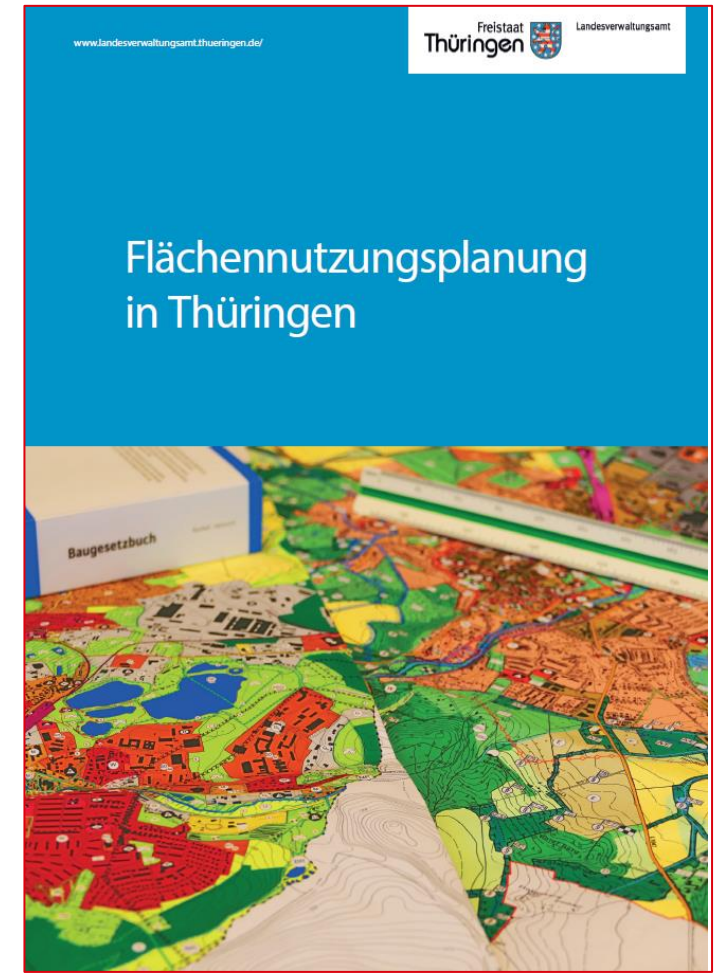 www.landesverwaltungsamt.thueringen.de/
Freistaat
Thüringen
Landesverwaltungsamt
Flächennutzungsplanung
in Thüringen
Baugesetzbuch